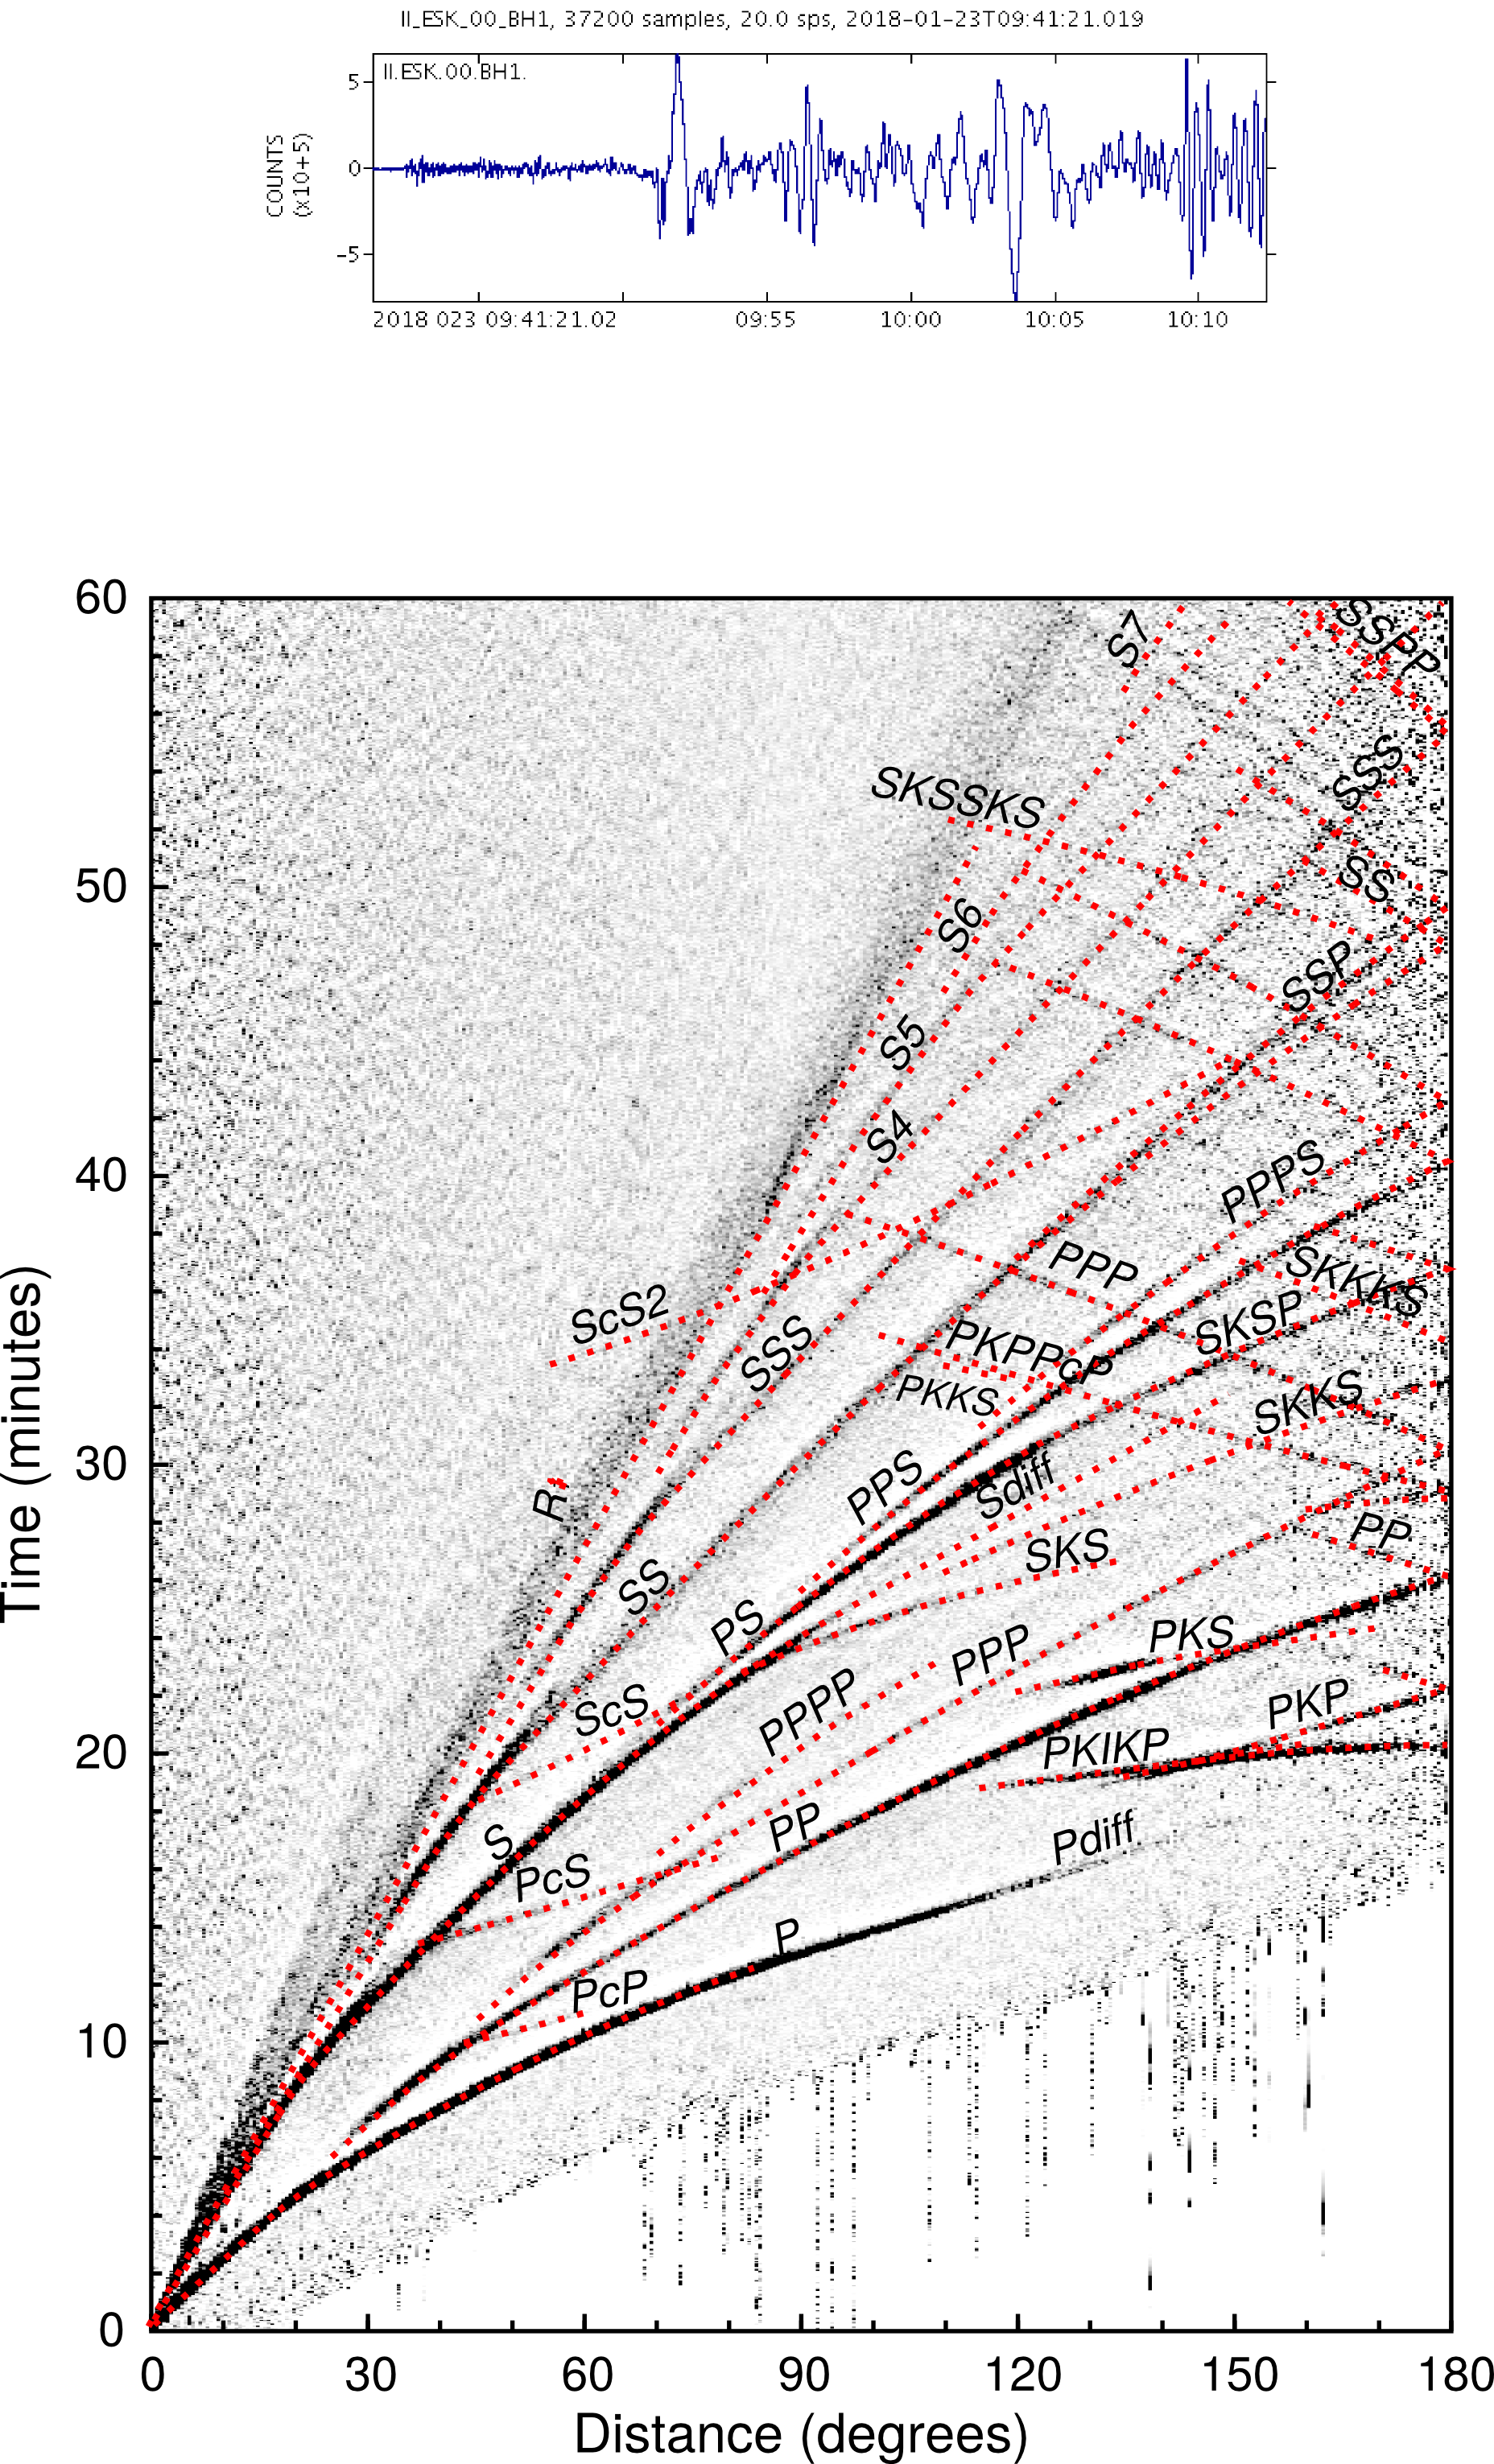 II_ESK_00_BH1, 37200 samples, 20.0 sps, 2018-01-23T09:41:21.019
II.ESK.00.BH1.
COUNTS
(x10+5)
5
0
-5
2018 023 09:41:21.02 09:55 10:00 10:05 10:10
60
50
40
30
20
10
0
Time (minutes)
S7
SSPP
SKSSKS
SSS
SS
S6
SSP
S5
S4
PPPS
PPP
SKKKS
ScS2
SKSP
SSS
PKPPcP
PKKS
SKKS
R1
PPS
Sdiff
PP
SS
SKS
PS
PKS
ScS
PPP
PPPP
PKP
PKIKP
S
PP
Pdiff
PcS
P
PcP
0 30 60 90 120 150 180
Distance (degrees)